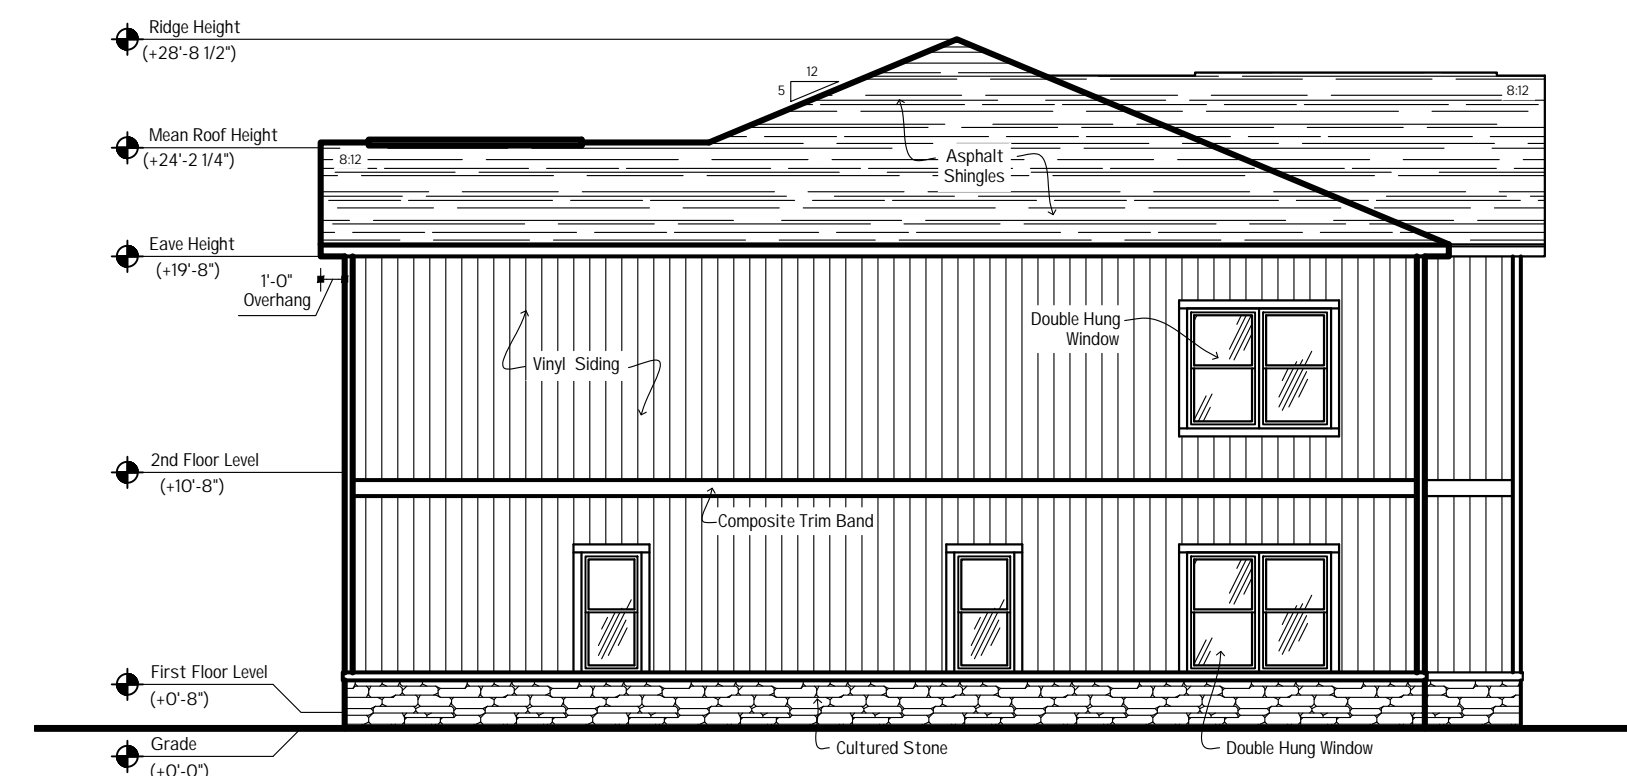 Ridge Height
(+28'-8 1/2")
12
5
8:12
Mean Roof Height
(+24'-2 1/4")
8:12
Asphalt
Shingles
Eave Height
(+19'-8")
1'-0"
Overhang
Double Hung
Window
Vinyl Siding
2nd Floor Level
(+10'-8")
Composite Trim Band
First Floor Level
(+0'-8")
Grade
(+0'-0")
Cultured Stone
Double Hung Window